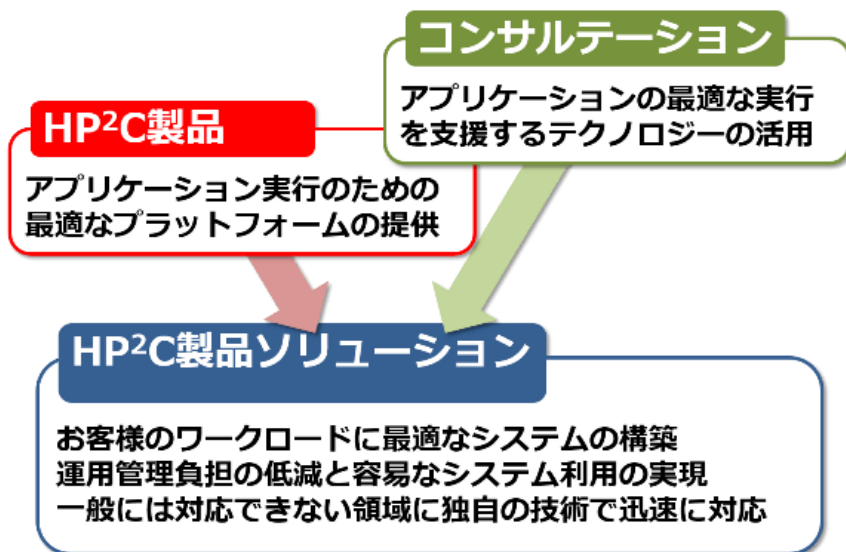 コンサルテーション
アプリケーションの最適な実行
を支援するテクノロジーの活用
HP²C製品
アプリケーション実行のための
最適なプラットフォームの提供
HP²C製品ソリューション
お客様のワークロードに最適なシステムの構築
運用管理負担の低減と容易なシステム利用の実現
一般には対応できない領域に独自の技術で迅速に対応